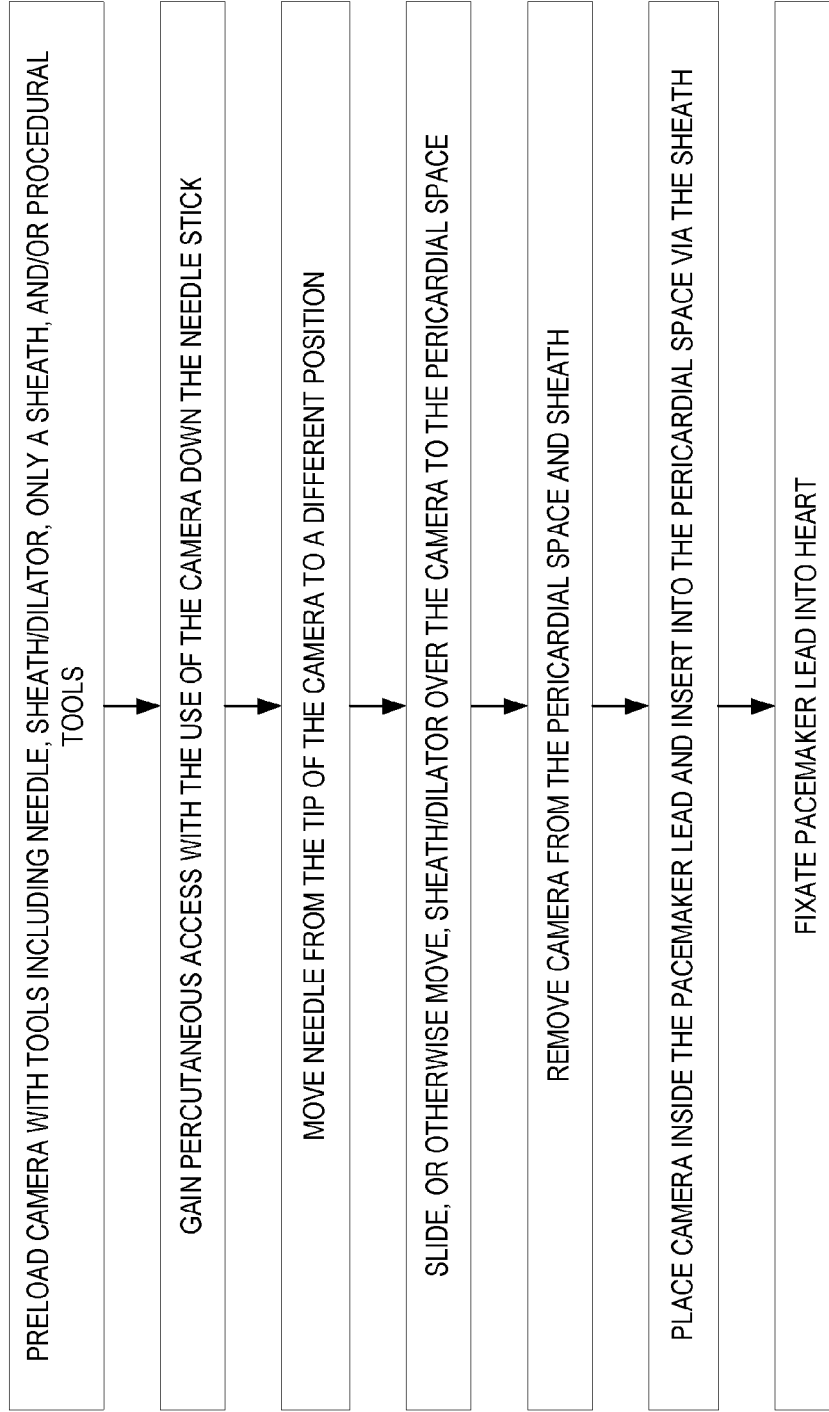 PRELOAD CAMERA WITH TOOLS INCLUDING NEEDLE, SHEATH/DILATOR, ONLY A SHEATH, AND/OR PROCEDURAL
TOOLS
GAIN PERCUTANEOUS ACCESS WITH THE USE OF THE CAMERA DOWN THE NEEDLE STICK
MOVE NEEDLE FROM THE TIP OF THE CAMERA TO A DIFFERENT POSITION
SLIDE, OR OTHERWISE MOVE, SHEATH/DILATOR OVER THE CAMERA TO THE PERICARDIAL SPACE
REMOVE CAMERA FROM THE PERICARDIAL SPACE AND SHEATH
PLACE CAMERA INSIDE THE PACEMAKER LEAD AND INSERT INTO THE PERICARDIAL SPACE VIA THE SHEATH
FIXATE PACEMAKER LEAD INTO HEART